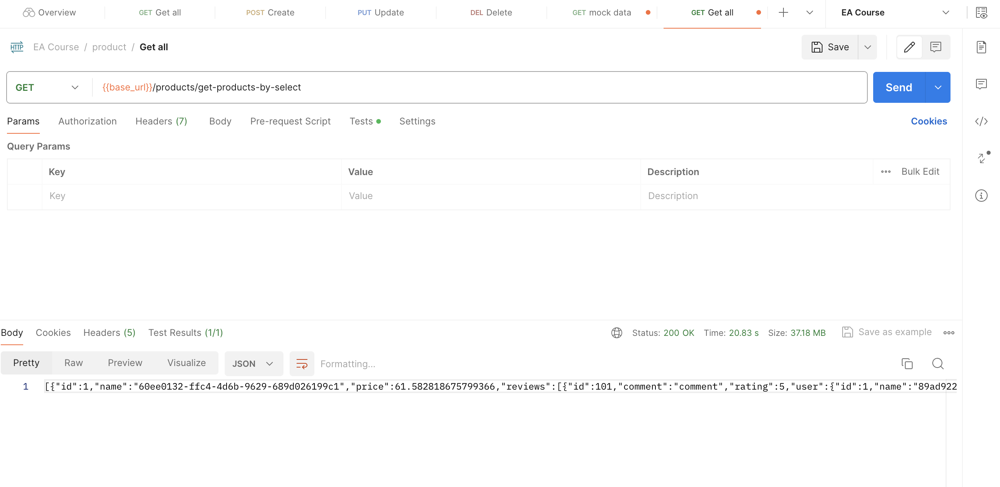 Overview GET Get all POST Create PUT Update DEL Delete GET mock data GET Get all EA Course
HTTP EA Course / product / Get all Save
GET {{base_url}}/products/get-products-by-select Send
Params Authorization Headers (7) Body Pre-request Script Tests Settings Cookies
Query Params
Key Value Description Bulk Edit
Key Value Description
Body Cookies Headers (5) Test Results (1/1) Status: 200 OK Time: 20.83 s Size: 37.18 MB Save as example
Pretty Raw Preview Visualize JSON Formatting...
1 [{"id":1,"name":"60ee0132-ffc4-4d6b-9629-689d026199c1","price":61.582818675799366,"reviews":[{"id":101,"comment":"comment","rating":5,"user":{"id":1,"name":"89ad922